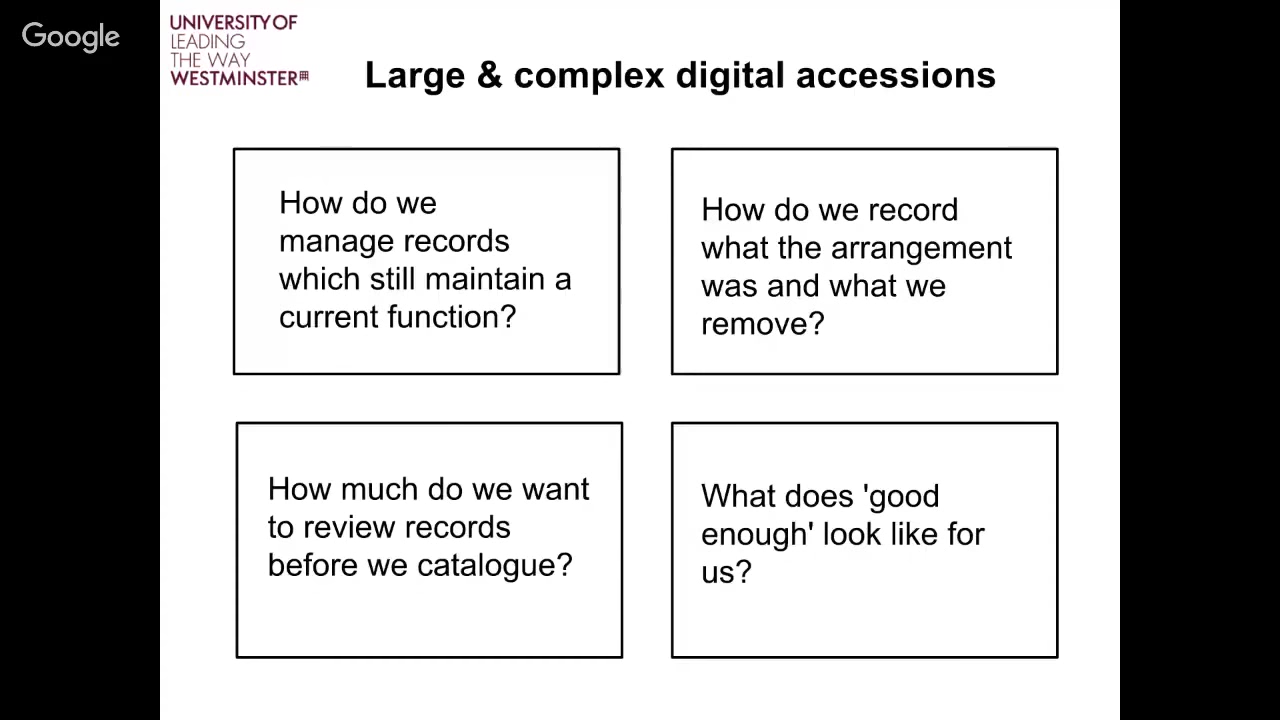 Google
UNIVERSITY OF
LEADING
THE WAY
WESTMINSTER
Large & complex digital accessions
How do we
manage records
which still maintain a
current function?
How do we record
what the arrangement
was and what we
remove?
How much do we want
to review records
before we catalogue?
What does 'good
enough' look like for
us?